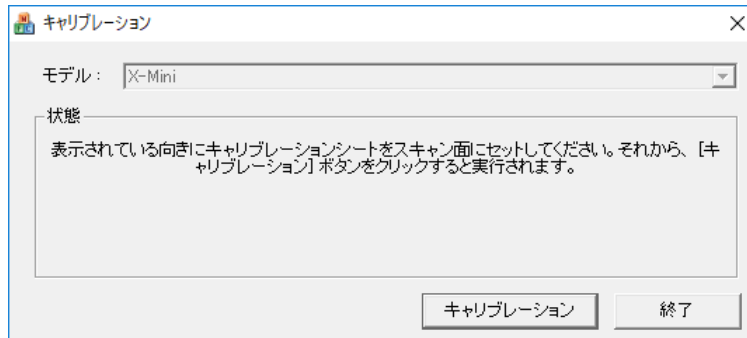 キャリブレーション
モデル： X-Mini
状態
表示されている向きにキャリブレーションシートをスキャン面にセットしてください。それから、[キ
ャリブレーション] ボタンをクリックすると実行されます。
キャリブレーション 終了